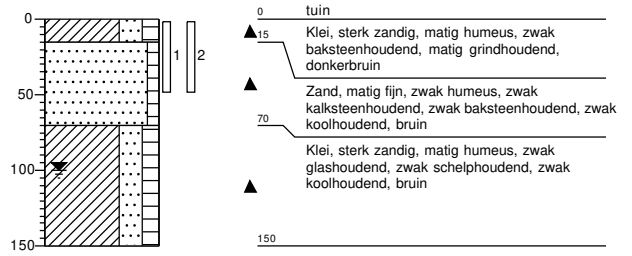 0
50
100
150
1
2
0 tuin
15
Klei, sterk zandig, matig humeus, zwak
baksteenhoudend, matig grindhoudend,
donkerbruin
Zand, matig fijn, zwak humeus, zwak
kalksteenhoudend, zwak baksteenhoudend, zwak
koolhoudend, bruin
70
Klei, sterk zandig, matig humeus, zwak
glashoudend, zwak schelphoudend, zwak
koolhoudend, bruin
150